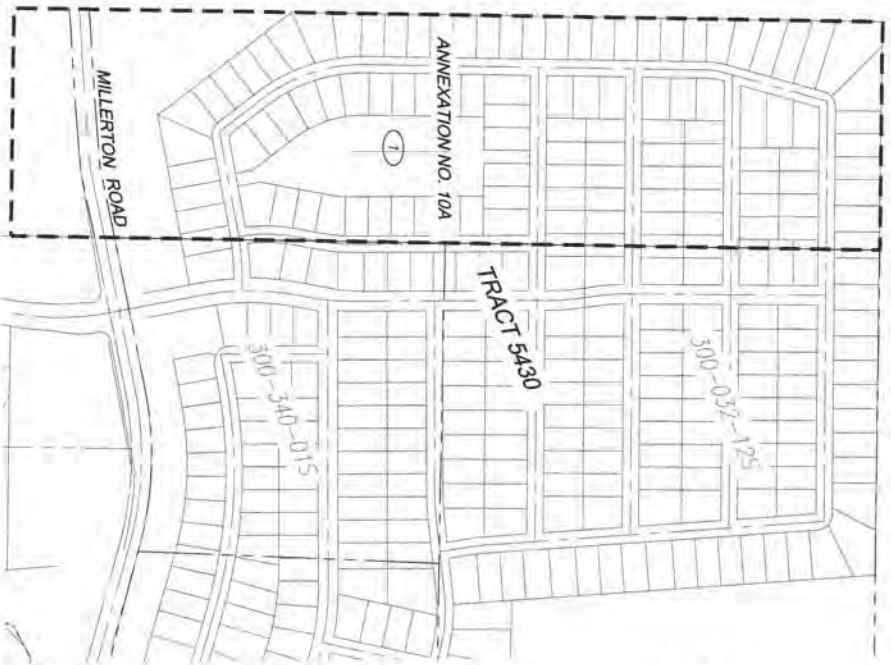 MILLERTON ROAD
ANNEXATION NO. 10A
1
TRACT 5430
300-340-015
300-032-125